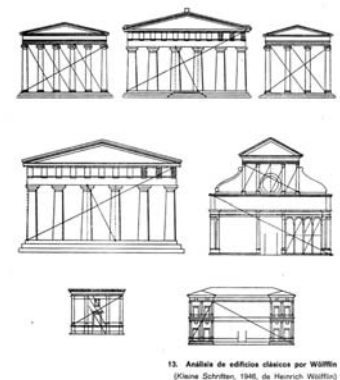 13. Análisis de edificios clásicos por Wölfflin
(Kleine Schriften, 1946, de Heinrich Wölfflin)